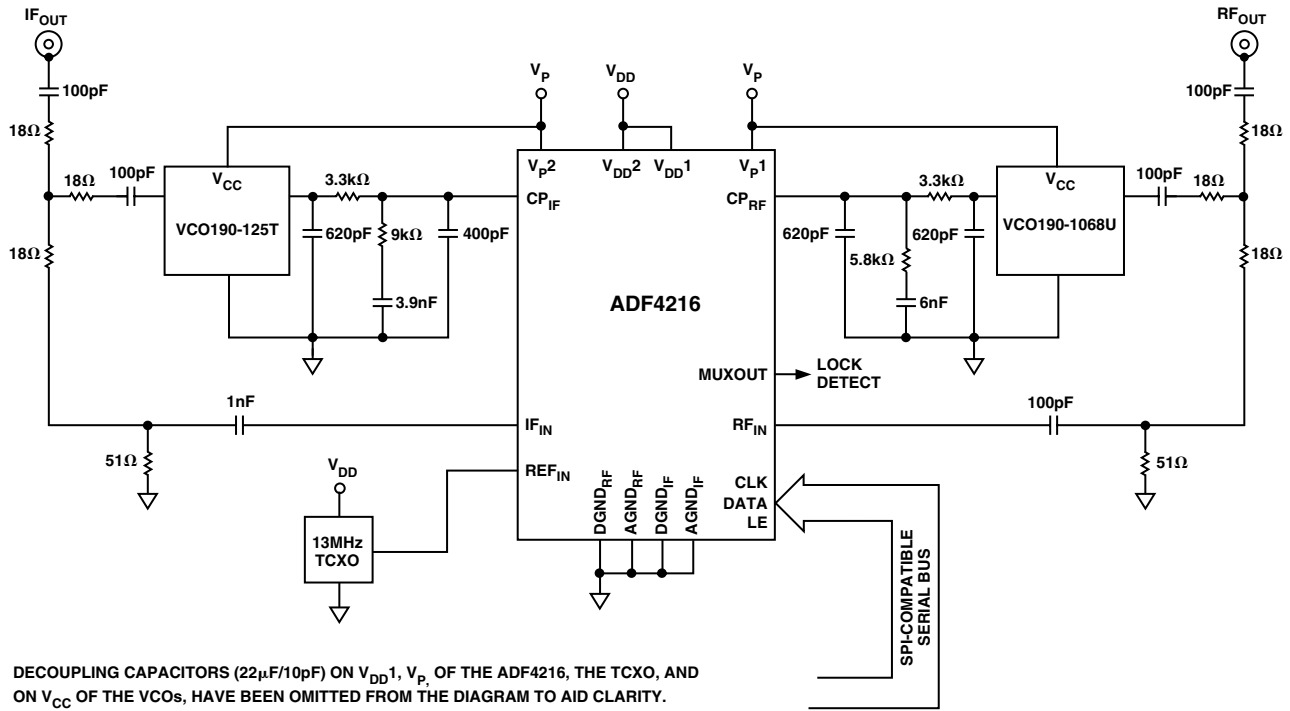 IFOUT
RFOUT
100pF
18Ω
VP
VDD
VP
100pF
18Ω
18Ω
100pF
VCC
VCO190-125T
3.3kΩ
620pF
9kΩ
400pF
3.9nF
18Ω
VP2
VDD2
VDD1
VP1
CPIF
CPRF
ADF4216
3.3kΩ
620pF
620pF
5.8kΩ
6nF
VCC
VCO190-1068U
100pF
18Ω
18Ω
MUXOUT
LOCK
DETECT
1nF
IFIN
RFIN
100pF
51Ω
51Ω
REFIN
VDD
13MHz
TCXO
DGNDRF
AGNDRF
DGNDIF
AGNDIF
CLK
DATA
LE
SPI-COMPATIBLE
SERIAL BUS
DECOUPLING CAPACITORS (22μF/10pF) ON VDD1, VP, OF THE ADF4216, THE TCXO, AND
ON VCC OF THE VCOs, HAVE BEEN OMITTED FROM THE DIAGRAM TO AID CLARITY.